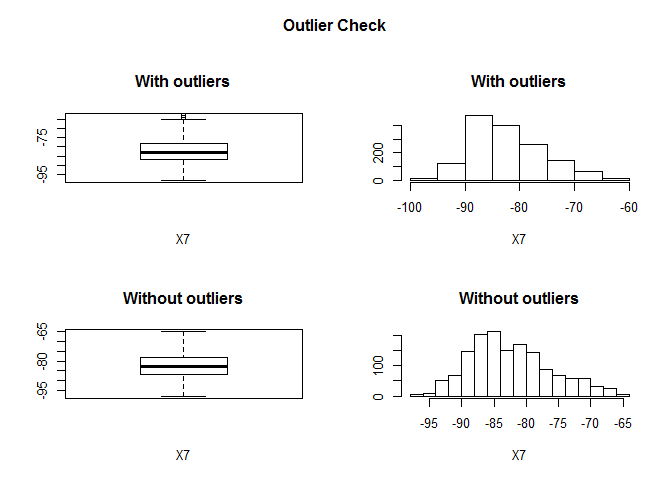 Outlier Check
With outliers
-75
-95
X7
With outliers
200
0
-100 -90 -80 -70 -60
X7
Without outliers
-65
-80
-95
X7
Without outliers
100
0
-95 -90 -85 -80 -75 -70 -65
X7